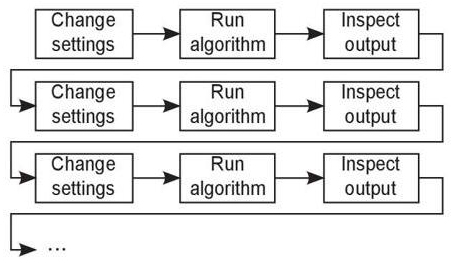 Change
settings
Run
algorithm
Inspect
output
Change
settings
Run
algorithm
Inspect
output
Change
settings
Run
algorithm
Inspect
output
...